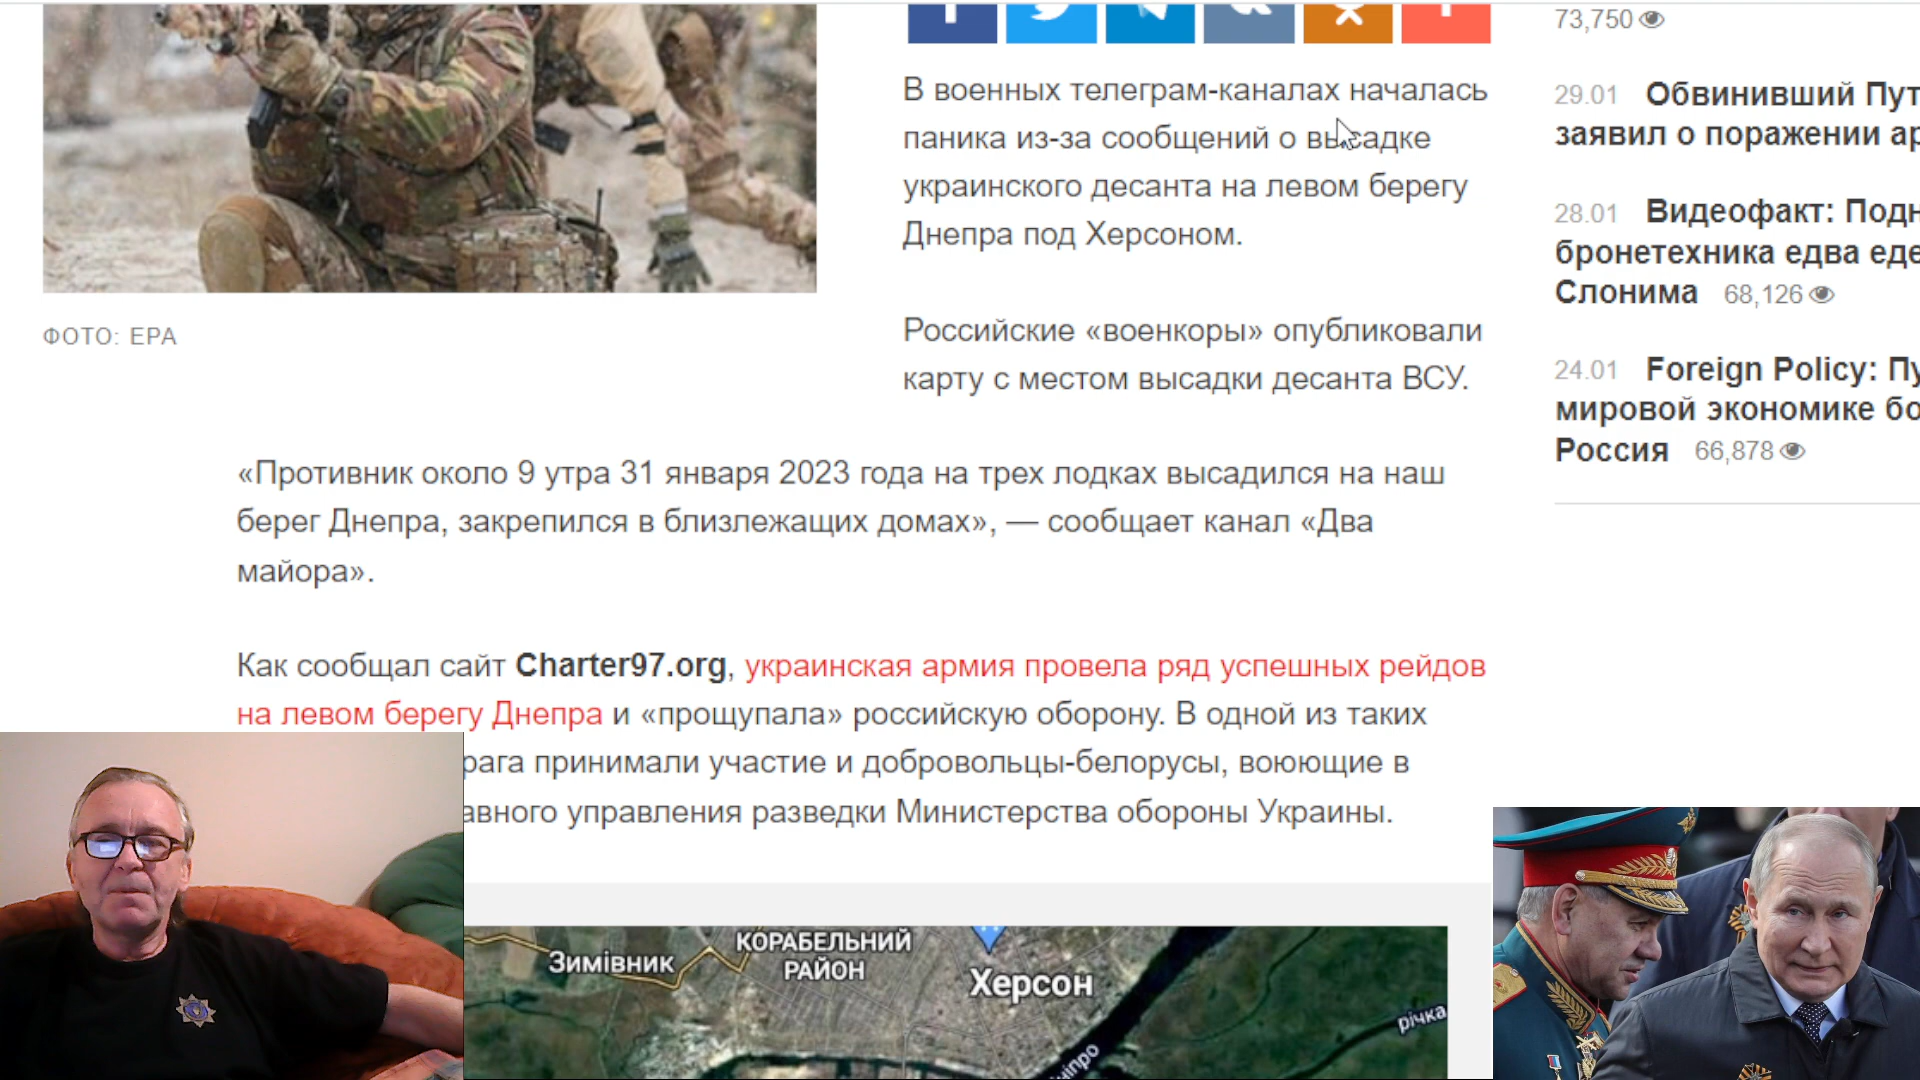 73,750
В военных телеграм-каналах началась
паника из-за сообщений о высадке
украинского десанта на левом берегу
Днепра под Херсоном.
Российские «военкоры» опубликовали
карту с местом высадки десанта ВСУ.
ФОТО: EPA
«Противник около 9 утра 31 января 2023 года на трех лодках высадился на наш
берег Днепра, закрепился в близлежащих домах», — сообщает канал «Два
майора».
Как сообщал сайт Charter97.org, украинская армия провела ряд успешных рейдов
на левом берегу Днепра и «прощупала» российскую оборону. В одной из таких
рага принимали участие и добровольцы-белорусы, воюющие в
авного управления разведки Министерства обороны Украины.
29.01 Обвинивший Пут
заявил о поражении ар
28.01 Видеофакт: Подн
бронетехника едва еде
Слонима 68,126
24.01 Foreign Policy: Пу
мировой экономике бо
Россия 66,878
КОРАБЕЛЬНИЙ
РАЙОН
Зимівник
Херсон
річка
ніпро